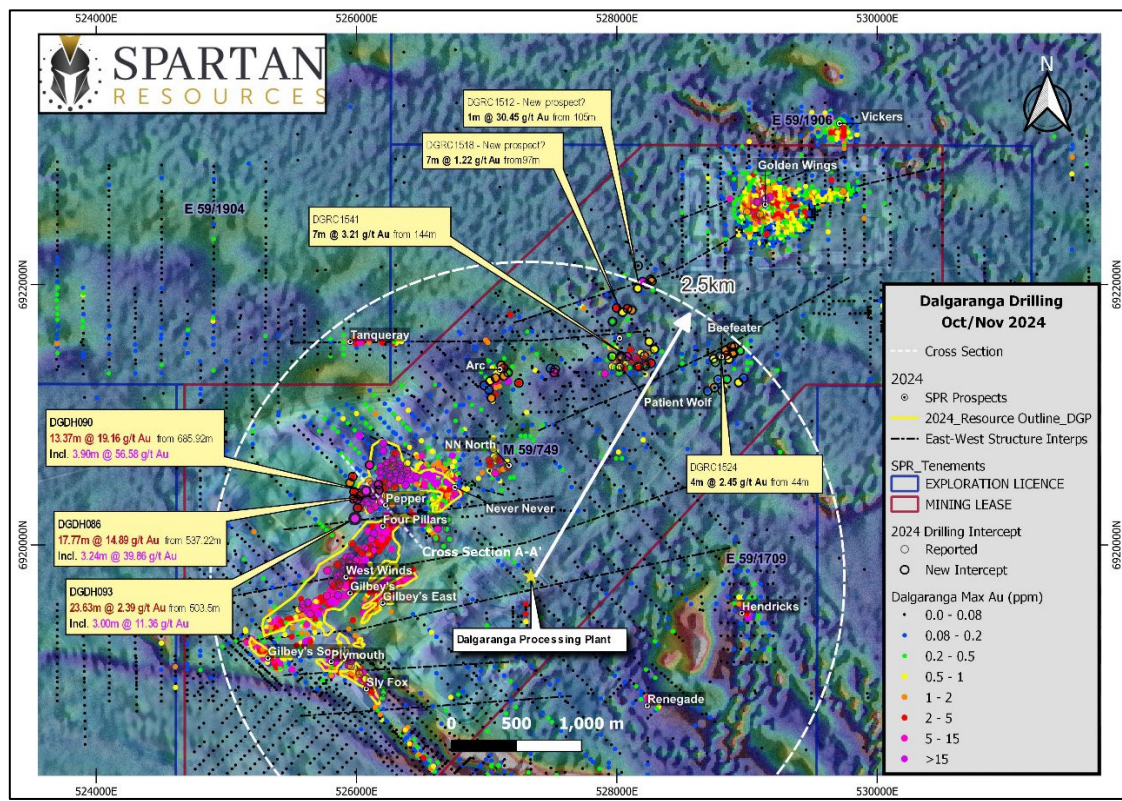 524000E
526000E
528000E
530000E
SPARTAN
RESOURCES
N
DGRC1512 - New prospect?
1m @ 30.45 g/t Au from 105m
DGRC1518 - New prospect?
7m @ 1.22 g/t Au from97m
DGRC1541
7m @ 3.21 g/t Au from 144m
E 59/1906
Vickers
Golden Wings
E 59/1904
6922000N
6922000N
2.5km
Tanqueray
Arc
Beefeater
Patient Wolf
DGRC1524
4m @ 2.45 g/t Au from 44m
DGDH090
13.37m @ 19.16 g/t Au from 685.92m
Incl. 3.90m @ 56.58 g/t Au
DGDH086
17.77m @ 14.89 g/t Au from 537.22m
Incl. 3.24m @ 39.86 g/t Au
DGDH093
23.63m @ 2.39 g/t Au from 503.5m
Incl. 3.00m @ 11.36 g/t Au
NN North
M 59/749
Pepper
Never Never
Four Pillars
6920000N
6920000N
Cross Section A-A'
E 59/1709
West Winds
Gilbey's
Gilbey's East
Hendricks
Dalgaranga Processing Plant
Gilbey's South
Plymouth
Sly Fox
Renegade
0 500 1,000 m
Dalgaranga Drilling
Oct/Nov 2024
Cross Section
2024
SPR Prospects
2024_Resource Outline_DGP
East-West Structure Interps
SPR_Tenements
EXPLORATION LICENCE
MINING LEASE
2024 Drilling Intercept
Reported
New Intercept
Dalgaranga Max Au (ppm)
0.0 - 0.08
0.08 - 0.2
0.2 - 0.5
0.5 - 1
1 - 2
2 - 5
5 - 15
>15
524000E
526000E
528000E
530000E